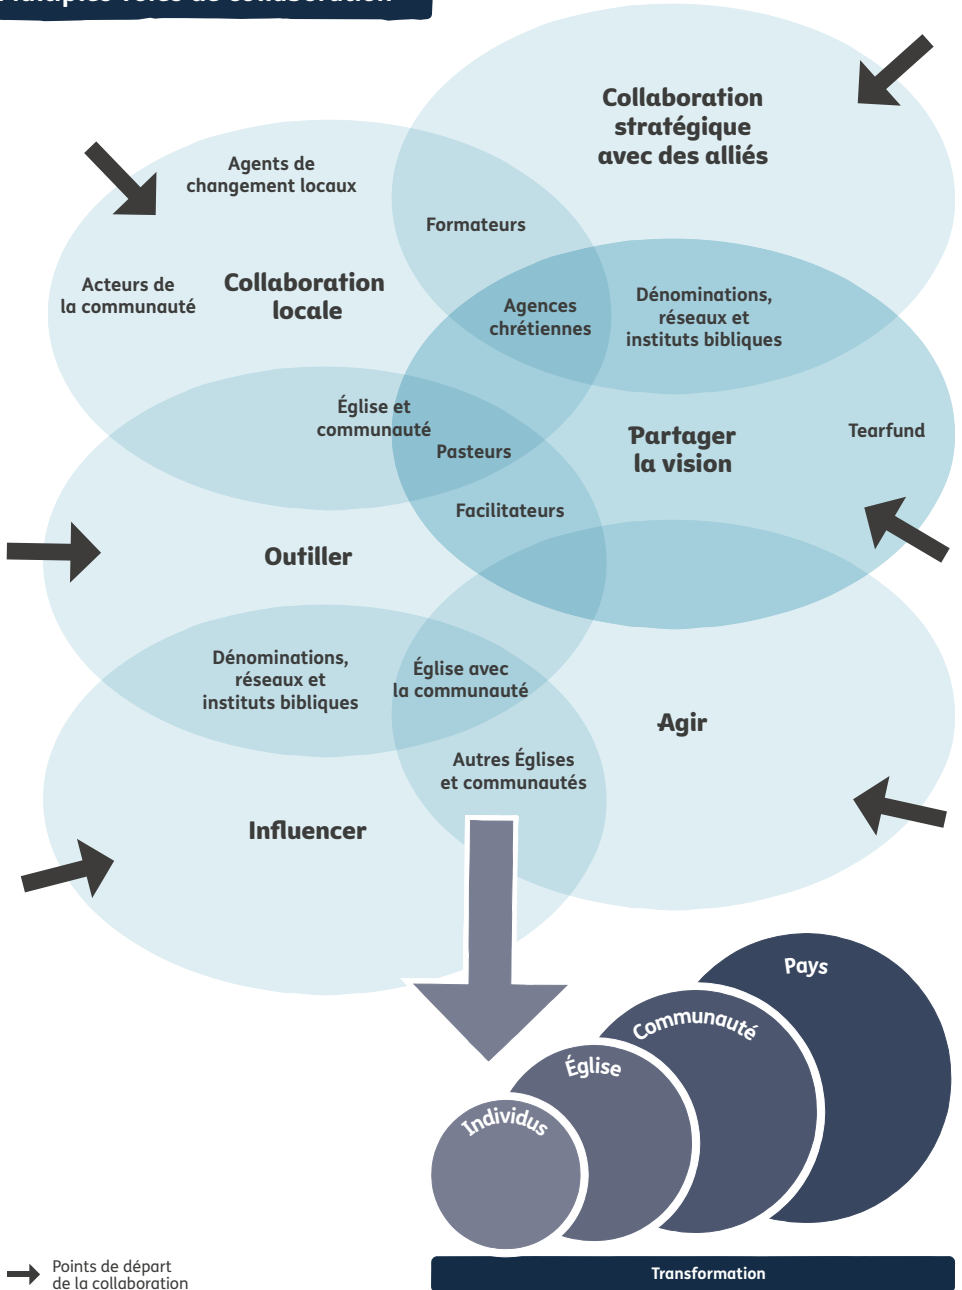 Collaboration
stratégique
avec des alliés
Agents de
changement locaux
Formateurs
Acteurs de
la communauté
Collaboration
locale
Agences
chrétiennes
Dénominations,
réseaux et
instituts bibliques
Église et
communauté
Pasteurs
Partager
la vision
Tearfund
Facilitateurs
Outiller
Dénominations,
réseaux et
instituts bibliques
Église avec
la communauté
Agir
Autres Églises
et communautés
Influencer
Pays
Communauté
Église
Individus
Points de départ
de la collaboration
Transformation